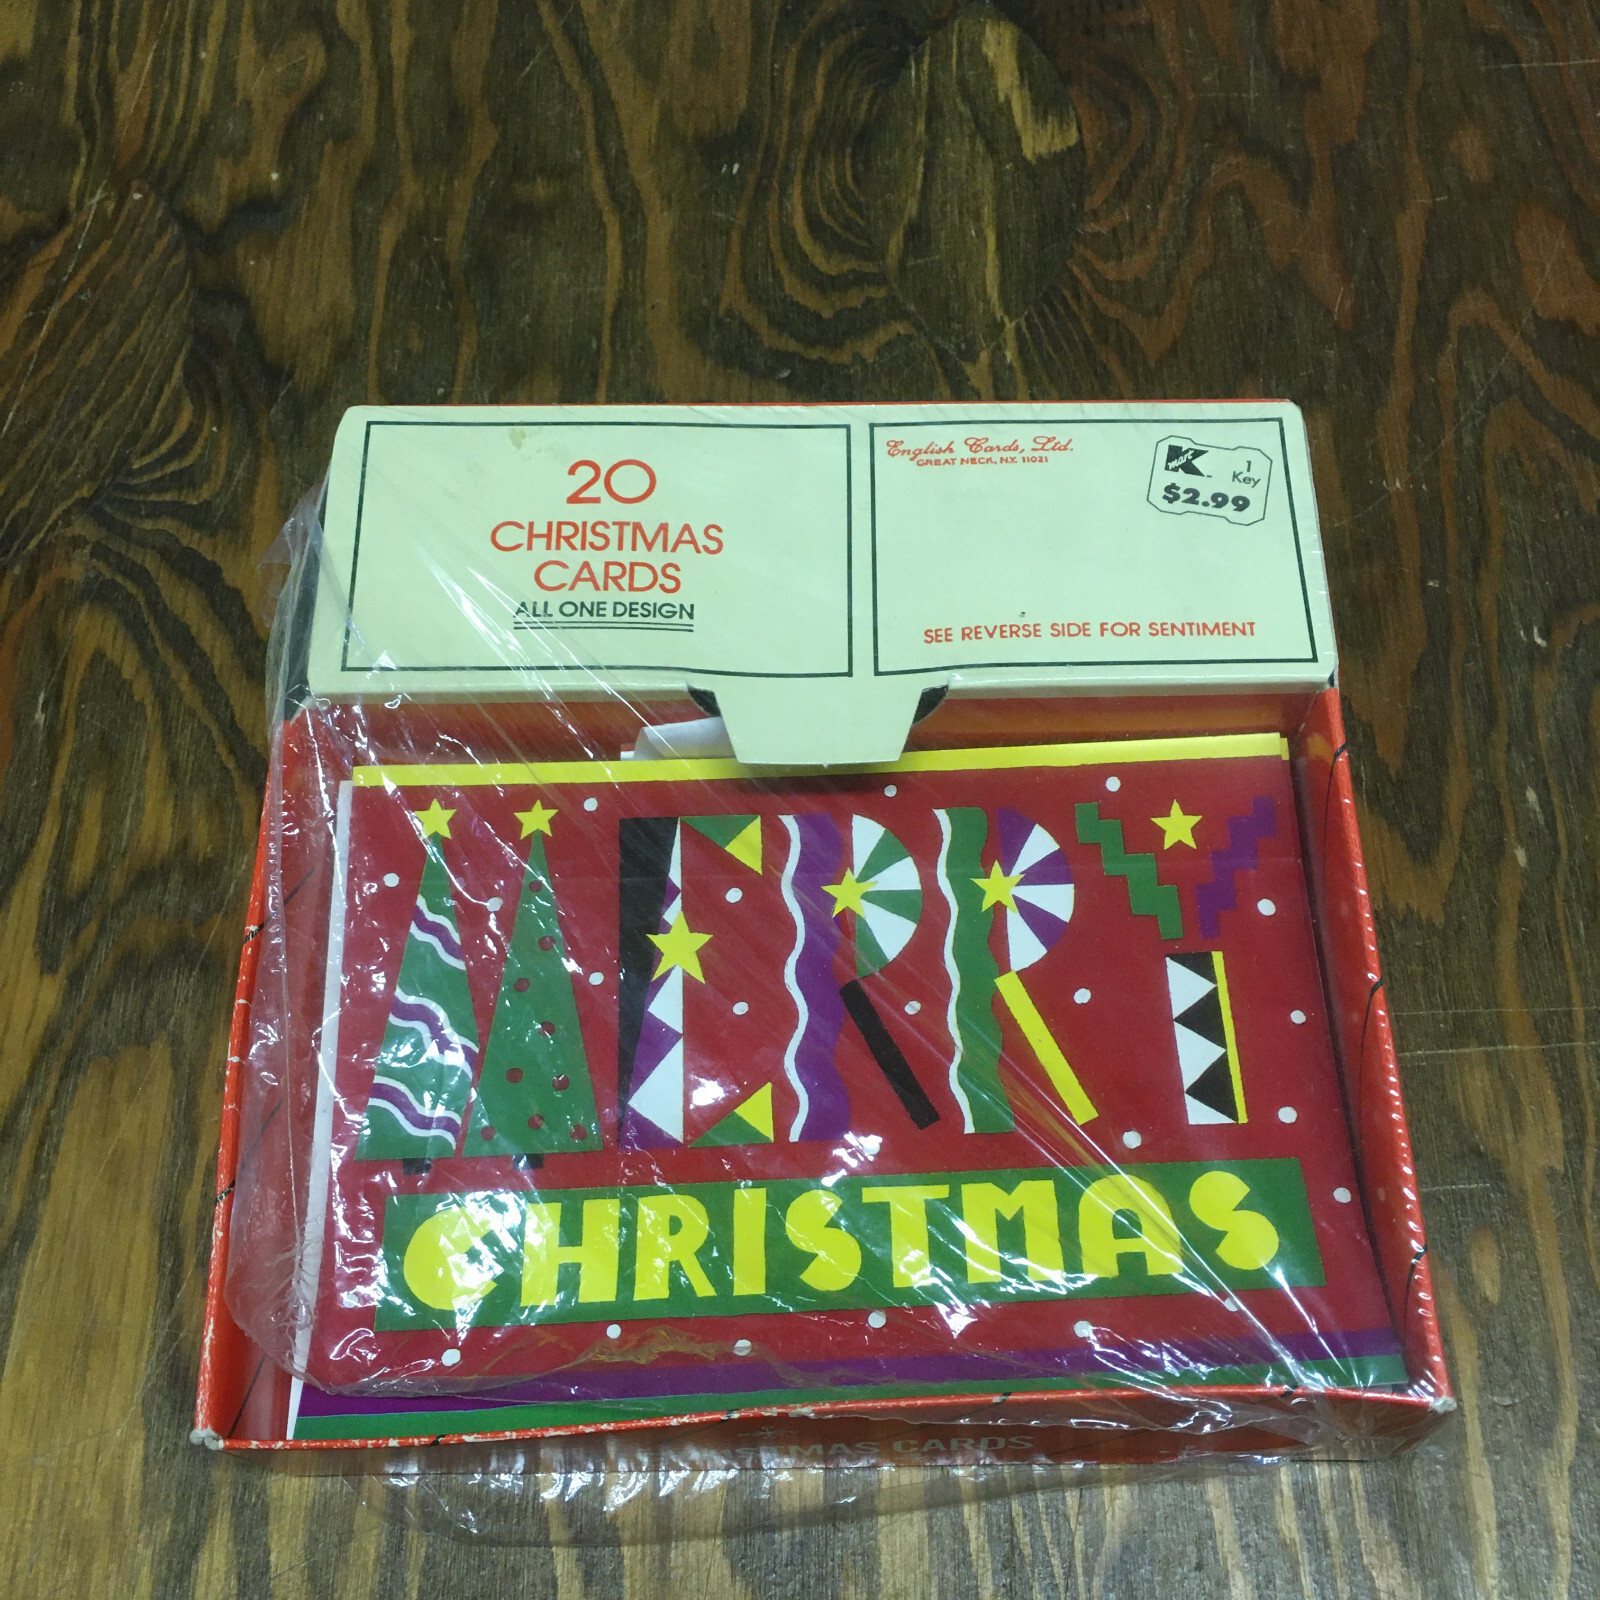 20
CHRISTMAS
CARDS
ALL ONE DESIGN
English Cards, Ltd.
GREAT NECK, N.Y. 11021
Kmart
1
Key
$2.99
SEE REVERSE SIDE FOR SENTIMENT
MERRY
CHRISTMAS
CHRISTMAS CARDS